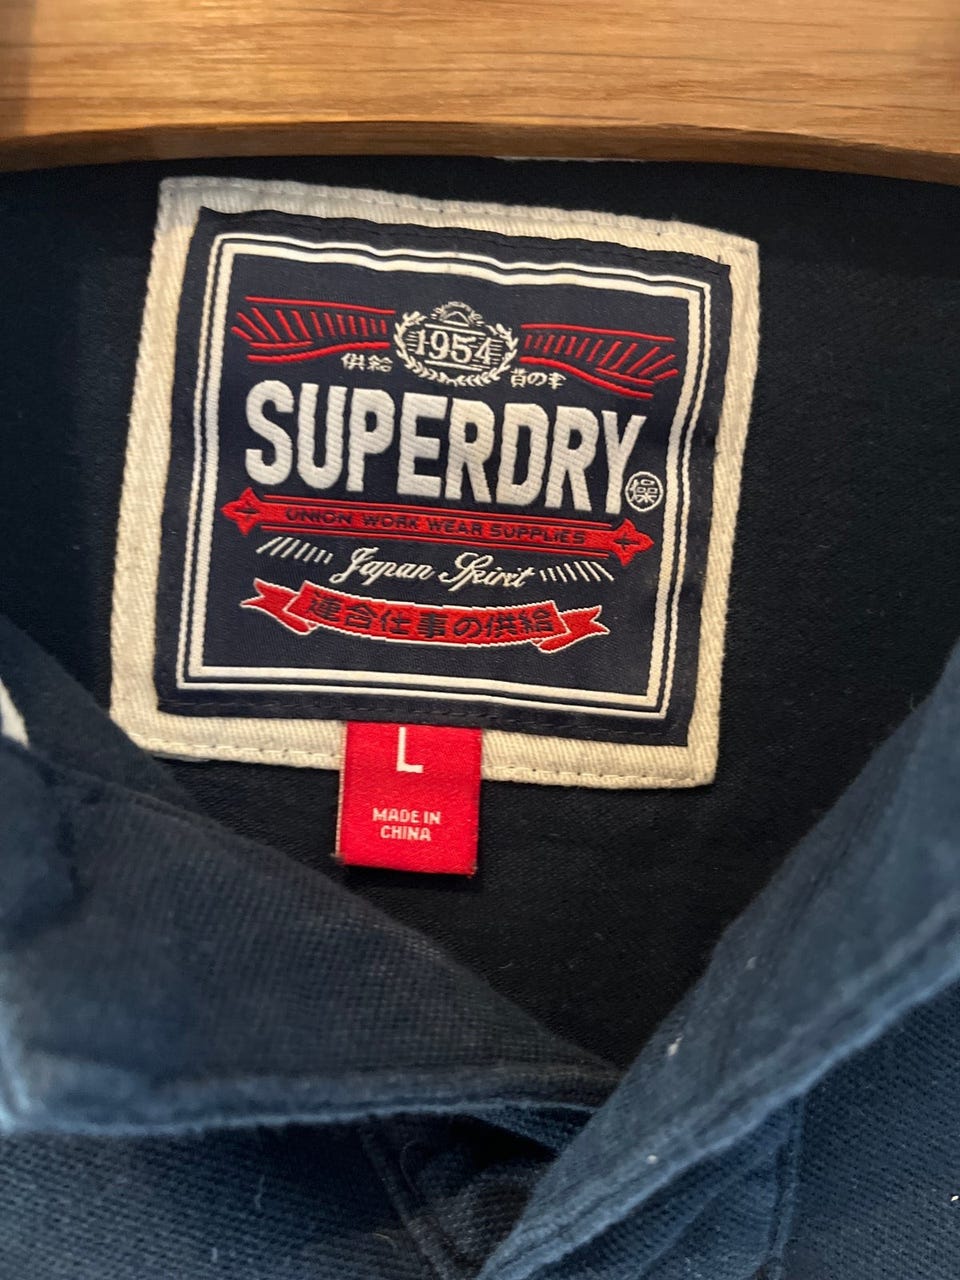 1954
供給
SUPERDRY
UNION WORK WEAR SUPPLIES
Japan Spirit
連合仕事の供給
L
MADE IN
CHINA